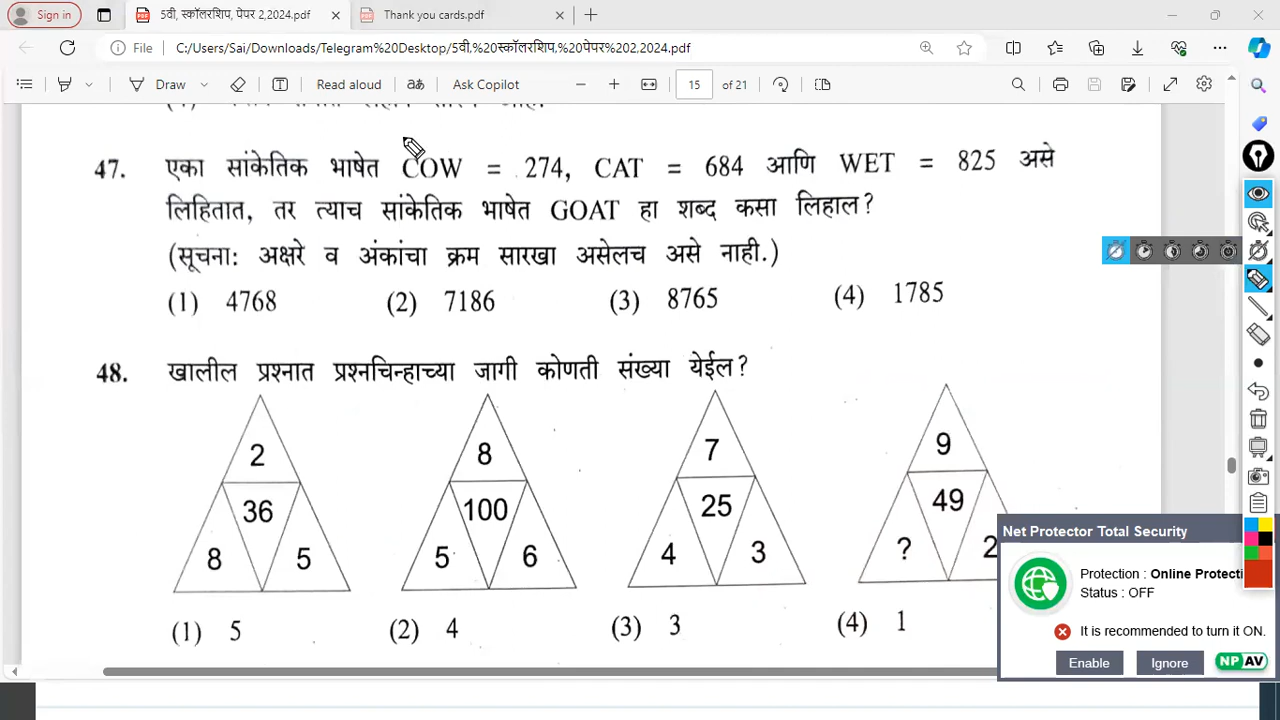 Sign in
5वी, स्कॉलरशिप, पेपर 2,2024.pdf
Thank you cards.pdf
File
C:/Users/Sai/Downloads/Telegram%20Desktop/5वी,%20स्कॉलरशिप,%20पेपर%202,2024.pdf
Draw
Read aloud
aあ
Ask Copilot
15
of 21
47. एका सांकेतिक भाषेत COW = 274, CAT = 684 आणि WET = 825 असे
लिहितात, तर त्याच सांकेतिक भाषेत GOAT हा शब्द कसा लिहाल?
(सूचना: अक्षरे व अंकांचा क्रम सारखा असेलच असे नाही.)
(1) 4768 (2) 7186 (3) 8765 (4) 1785
48. खालील प्रश्नात प्रश्नचिन्हाच्या जागी कोणती संख्या येईल?
2 8 7 9
36 100 25 49
8 5 5 6 4 3 ? 2
(1) 5 (2) 4 (3) 3 (4) 1
Net Protector Total Security
Protection : Online Protecti
Status : OFF
It is recommended to turn it ON.
Enable
Ignore
NP AV